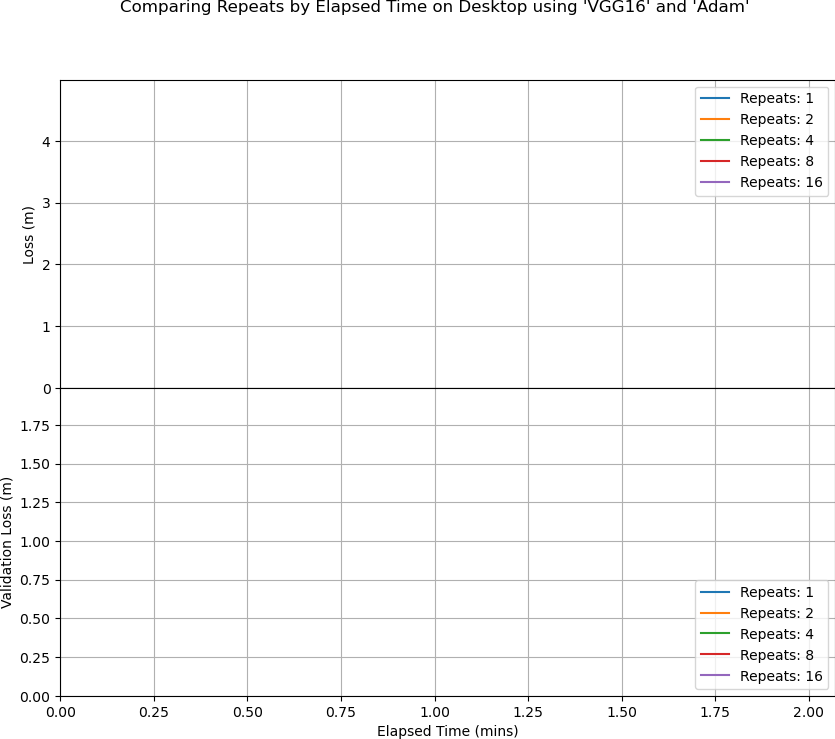 Comparing Repeats by Elapsed Time on Desktop using 'VGG16' and 'Adam'
Repeats: 1
Repeats: 2
Repeats: 4
Repeats: 8
Repeats: 16
4
3
2
1
0
Loss (m)
1.75
1.50
1.25
1.00
0.75
0.50
0.25
0.00
Validation Loss (m)
Repeats: 1
Repeats: 2
Repeats: 4
Repeats: 8
Repeats: 16
0.00 0.25 0.50 0.75 1.00 1.25 1.50 1.75 2.00
Elapsed Time (mins)